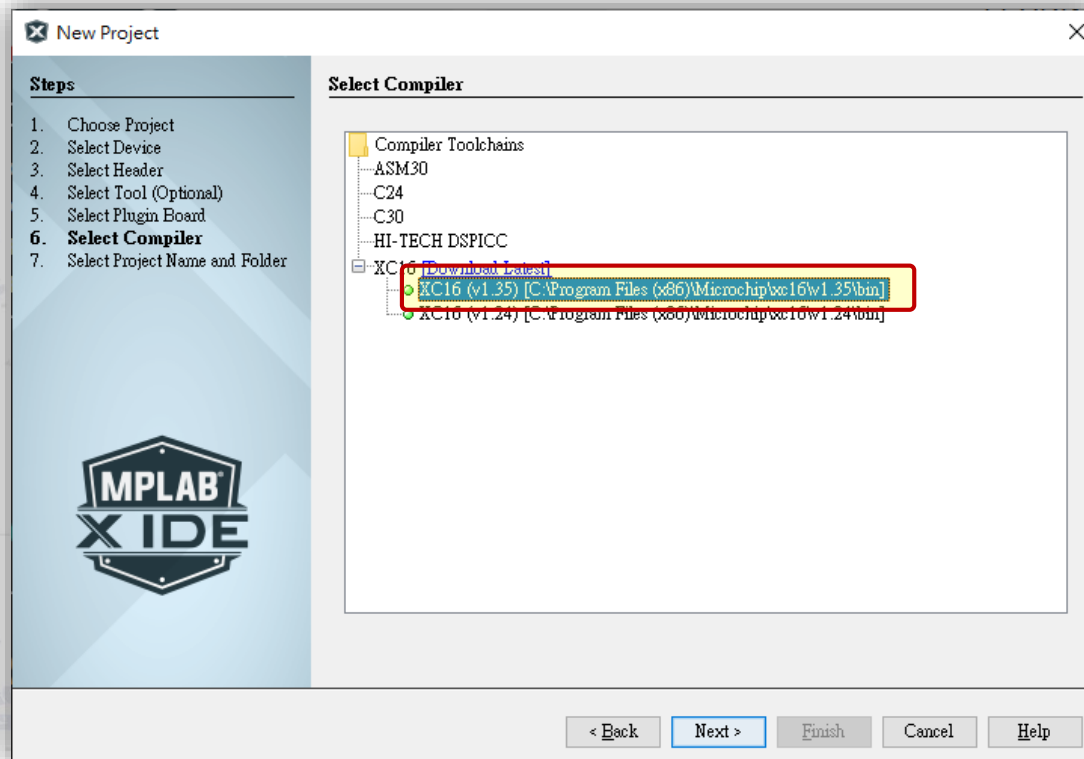 New Project
Steps
1. Choose Project
2. Select Device
3. Select Header
4. Select Tool (Optional)
5. Select Plugin Board
6. Select Compiler
7. Select Project Name and Folder
MPLAB
X IDE
Select Compiler
Compiler Toolchains
ASM30
C24
C30
HI-TECH DSPICC
XC16 [Download Latest]
XC16 (v1.35) [C:\Program Files (x86)\Microchip\xc16\v1.35\bin]
XC16 (v1.24) [C:\Program Files (x86)\Microchip\xc16\v1.24\bin]
< Back
Next >
Finish
Cancel
Help